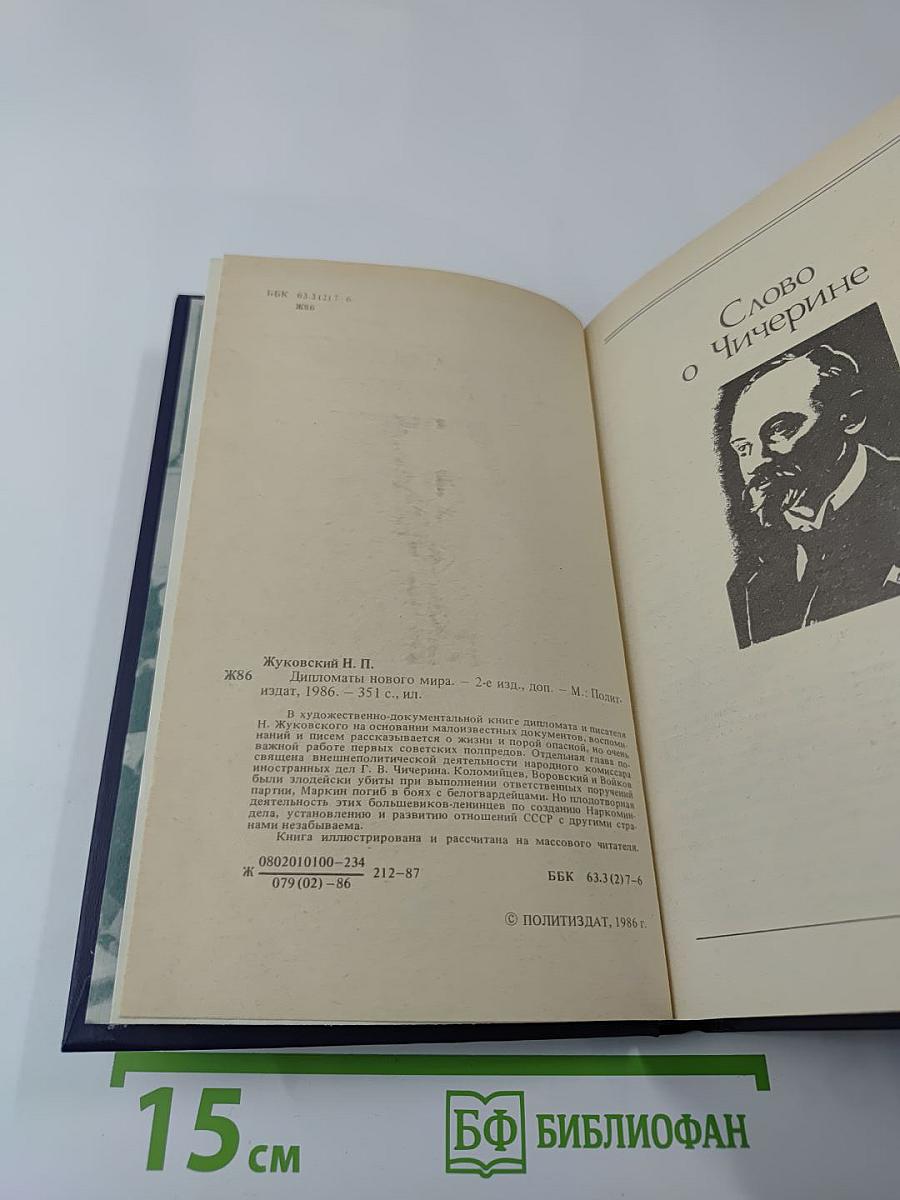 ББК 63.3(2)7-6
Ж86
Жуковский Н. П.
Ж86 Дипломаты нового мира. — 2-е изд., доп. — М.: Полит-
издат, 1986. — 351 с., ил.
В художественно-документальной книге дипломата и писателя
Н. Жуковского на основании малоизвестных документов, воспоми-
наний и писем рассказывается о жизни и порой опасной, но очень
важной работе первых советских полпредов. Отдельная глава по-
священа внешнеполитической деятельности народного комиссара
иностранных дел Г. В. Чичерина. Коломийцев, Воровский и Войков
были злодейски убиты при выполнении ответственных поручений
партии, Маркин погиб в боях с белогвардейцами. Но плодотворная
деятельность этих большевиков-ленинцев по созданию Нарком­ин-
дела, установлению и развитию отношений СССР с другими стра-
нами незабываема.
Книга иллюстрирована и рассчитана на массового читателя.
Ж 0802010100—234
079(02)—86
212—87
ББК 63.3(2)7-6
© ПОЛИТИЗДАТ, 1986 г.
Слово
о Чичерине
15 см
БФ БИБЛИОФАН